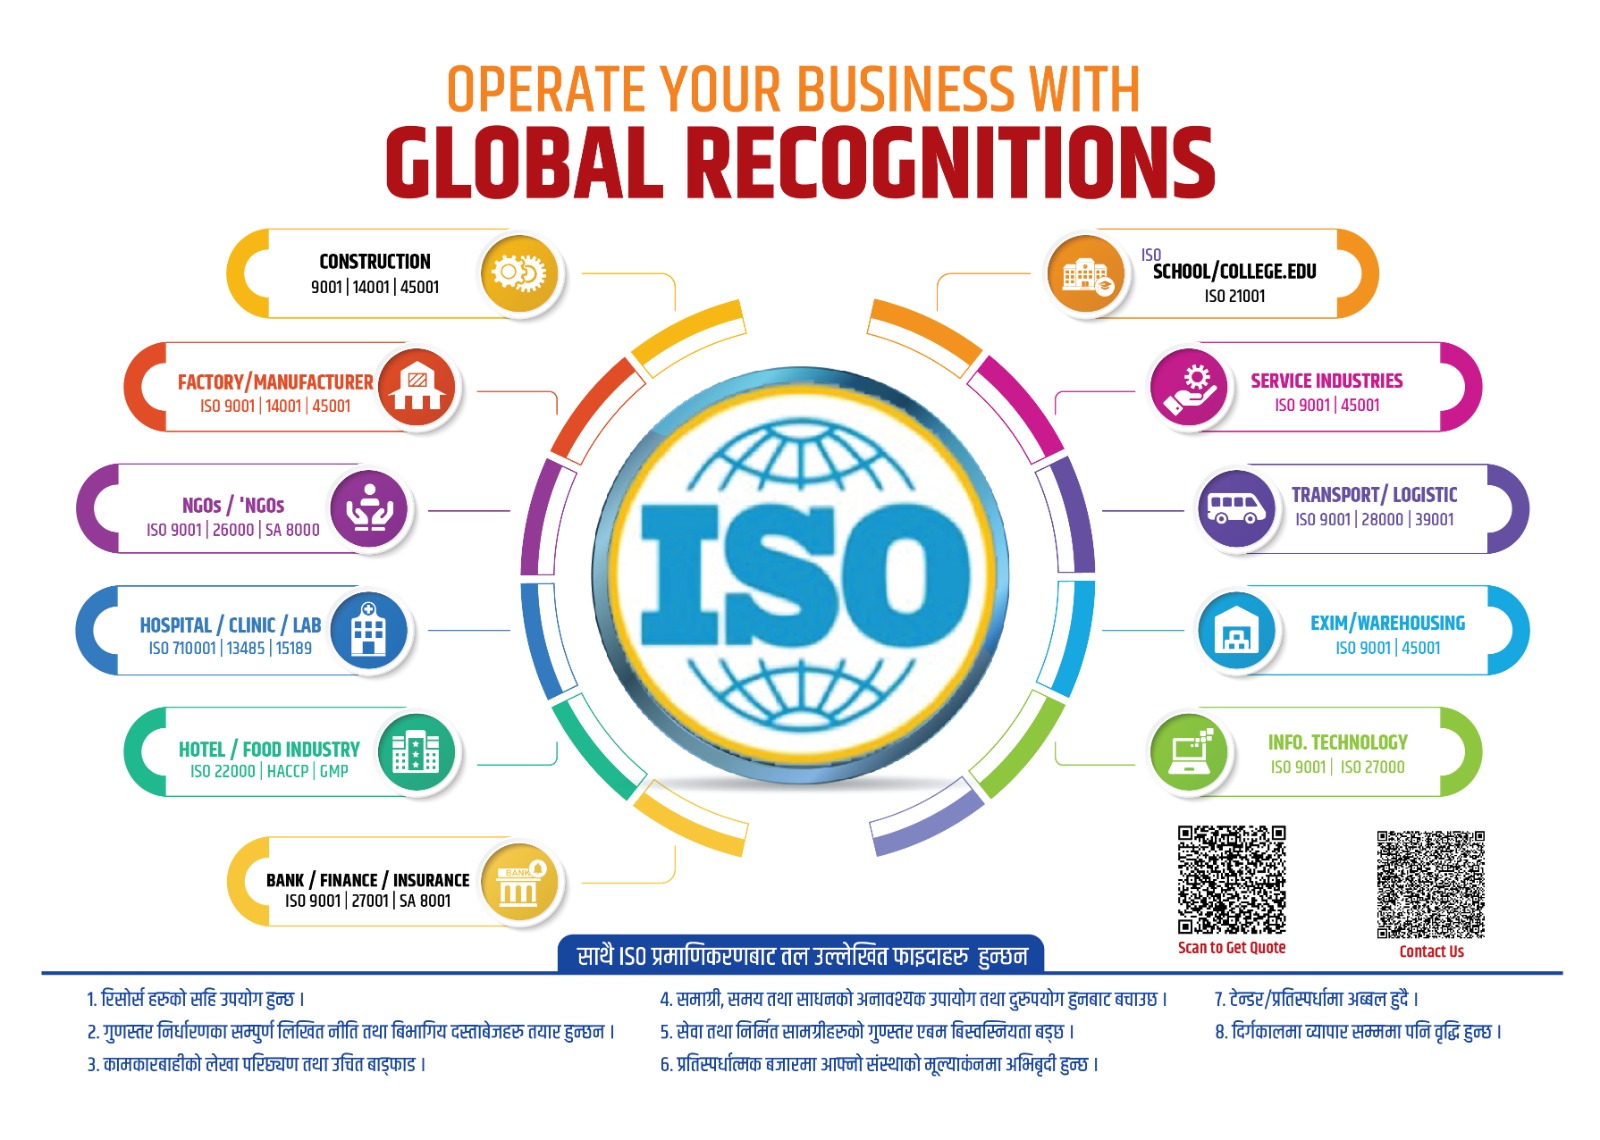 OPERATE YOUR BUSINESS WITH
GLOBAL RECOGNITIONS
CONSTRUCTION
9001 | 14001 | 45001
FACTORY/MANUFACTURER
ISO 9001 | 14001 | 45001
NGOs / 'NGOs
ISO 9001 | 26000 | SA 8000
HOSPITAL / CLINIC / LAB
ISO 710001 | 13485 | 15189
HOTEL / FOOD INDUSTRY
ISO 22000 | HACCP | GMP
BANK / FINANCE / INSURANCE
ISO 9001 | 27001 | SA 8001
BANK
ISO
ISO
SCHOOL/COLLEGE.EDU
ISO 21001
SERVICE INDUSTRIES
ISO 9001 | 45001
TRANSPORT/ LOGISTIC
ISO 9001 | 28000 | 39001
EXIM/WAREHOUSING
ISO 9001 | 45001
INFO. TECHNOLOGY
ISO 9001 | ISO 27000
Scan to Get Quote
Contact Us
साथै ISO प्रमाणिकरणबाट तल उल्लेखित फाइदाहरु हुन्छन
1. रिसोर्स हरुको सहि उपयोग हुन्छ ।
2. गुणस्तर निर्धारणका सम्पुर्ण लिखित नीति तथा बिभागिय दस्ताबेजहरु तयार हुन्छन ।
3. कामकारबाहीको लेखा परिछ्यण तथा उचित बाड्फाड ।
4. समाग्री, समय तथा साधनको अनावश्यक उपायोग तथा दुरुपयोग हुनबाट बचाउछ ।
5. सेवा तथा निर्मित सामग्रीहरुको गुणस्तर एबम बिस्वस्नियता बड्छ ।
6. प्रतिस्पर्धात्मक बजारमा आफ्नो संस्थाको मूल्याकंनमा अभिबृदी हुन्छ ।
7. टेन्डर/प्रतिस्पर्धामा अब्बल हुदै ।
8. दिर्गकालमा व्यापार सम्ममा पनि वृद्धि हुन्छ ।